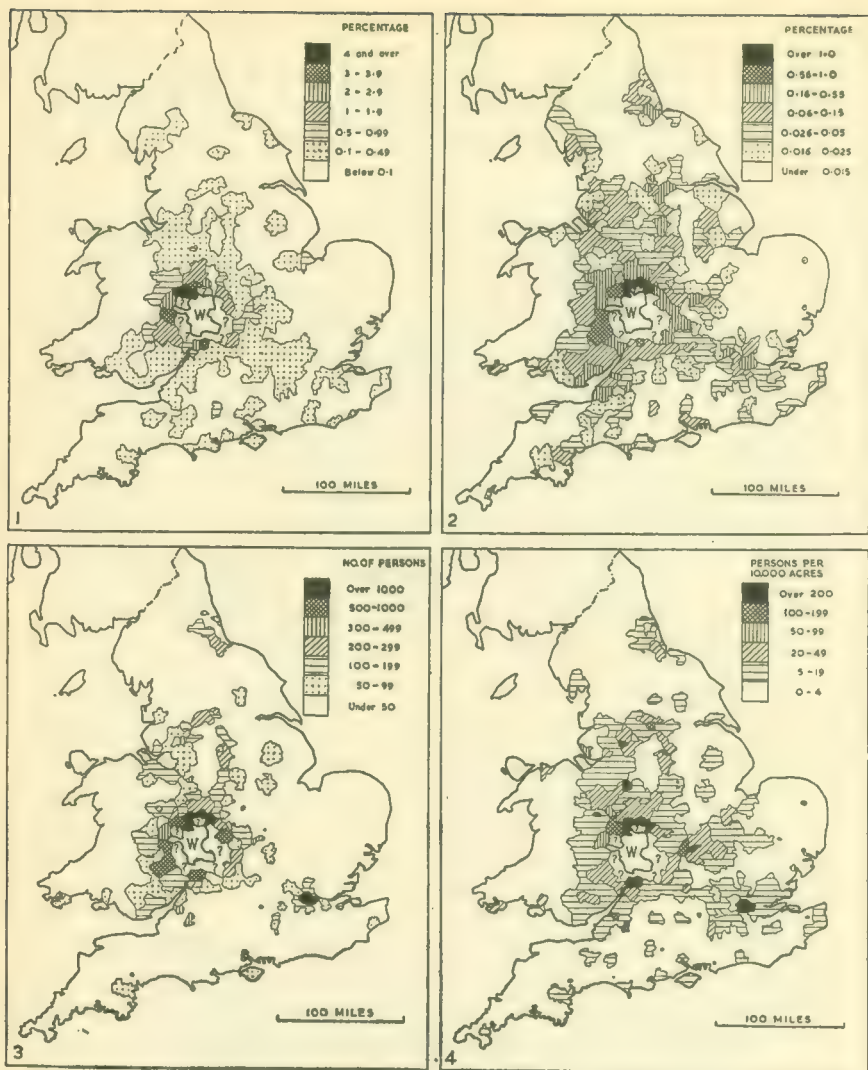 PERCENTAGE
4 and over
3 - 3·9
2 - 2·9
1 - 1·9
0·5 - 0·99
0·1 - 0·49
Below 0·1
W
?
?
100 MILES
1
PERCENTAGE
Over 1·0
0·56-1·0
0·16-0·55
0·06-0·15
0·026-0·05
0·016 0·025
Under 0·015
W
?
?
100 MILES
2
NO. OF PERSONS
Over 1000
500-1000
300-499
200-299
100-199
50-99
Under 50
W
?
?
100 MILES
3
PERSONS PER
10,000 ACRES
Over 200
100-199
50-99
20-49
5-19
0-4
W
?
?
100 MILES
4